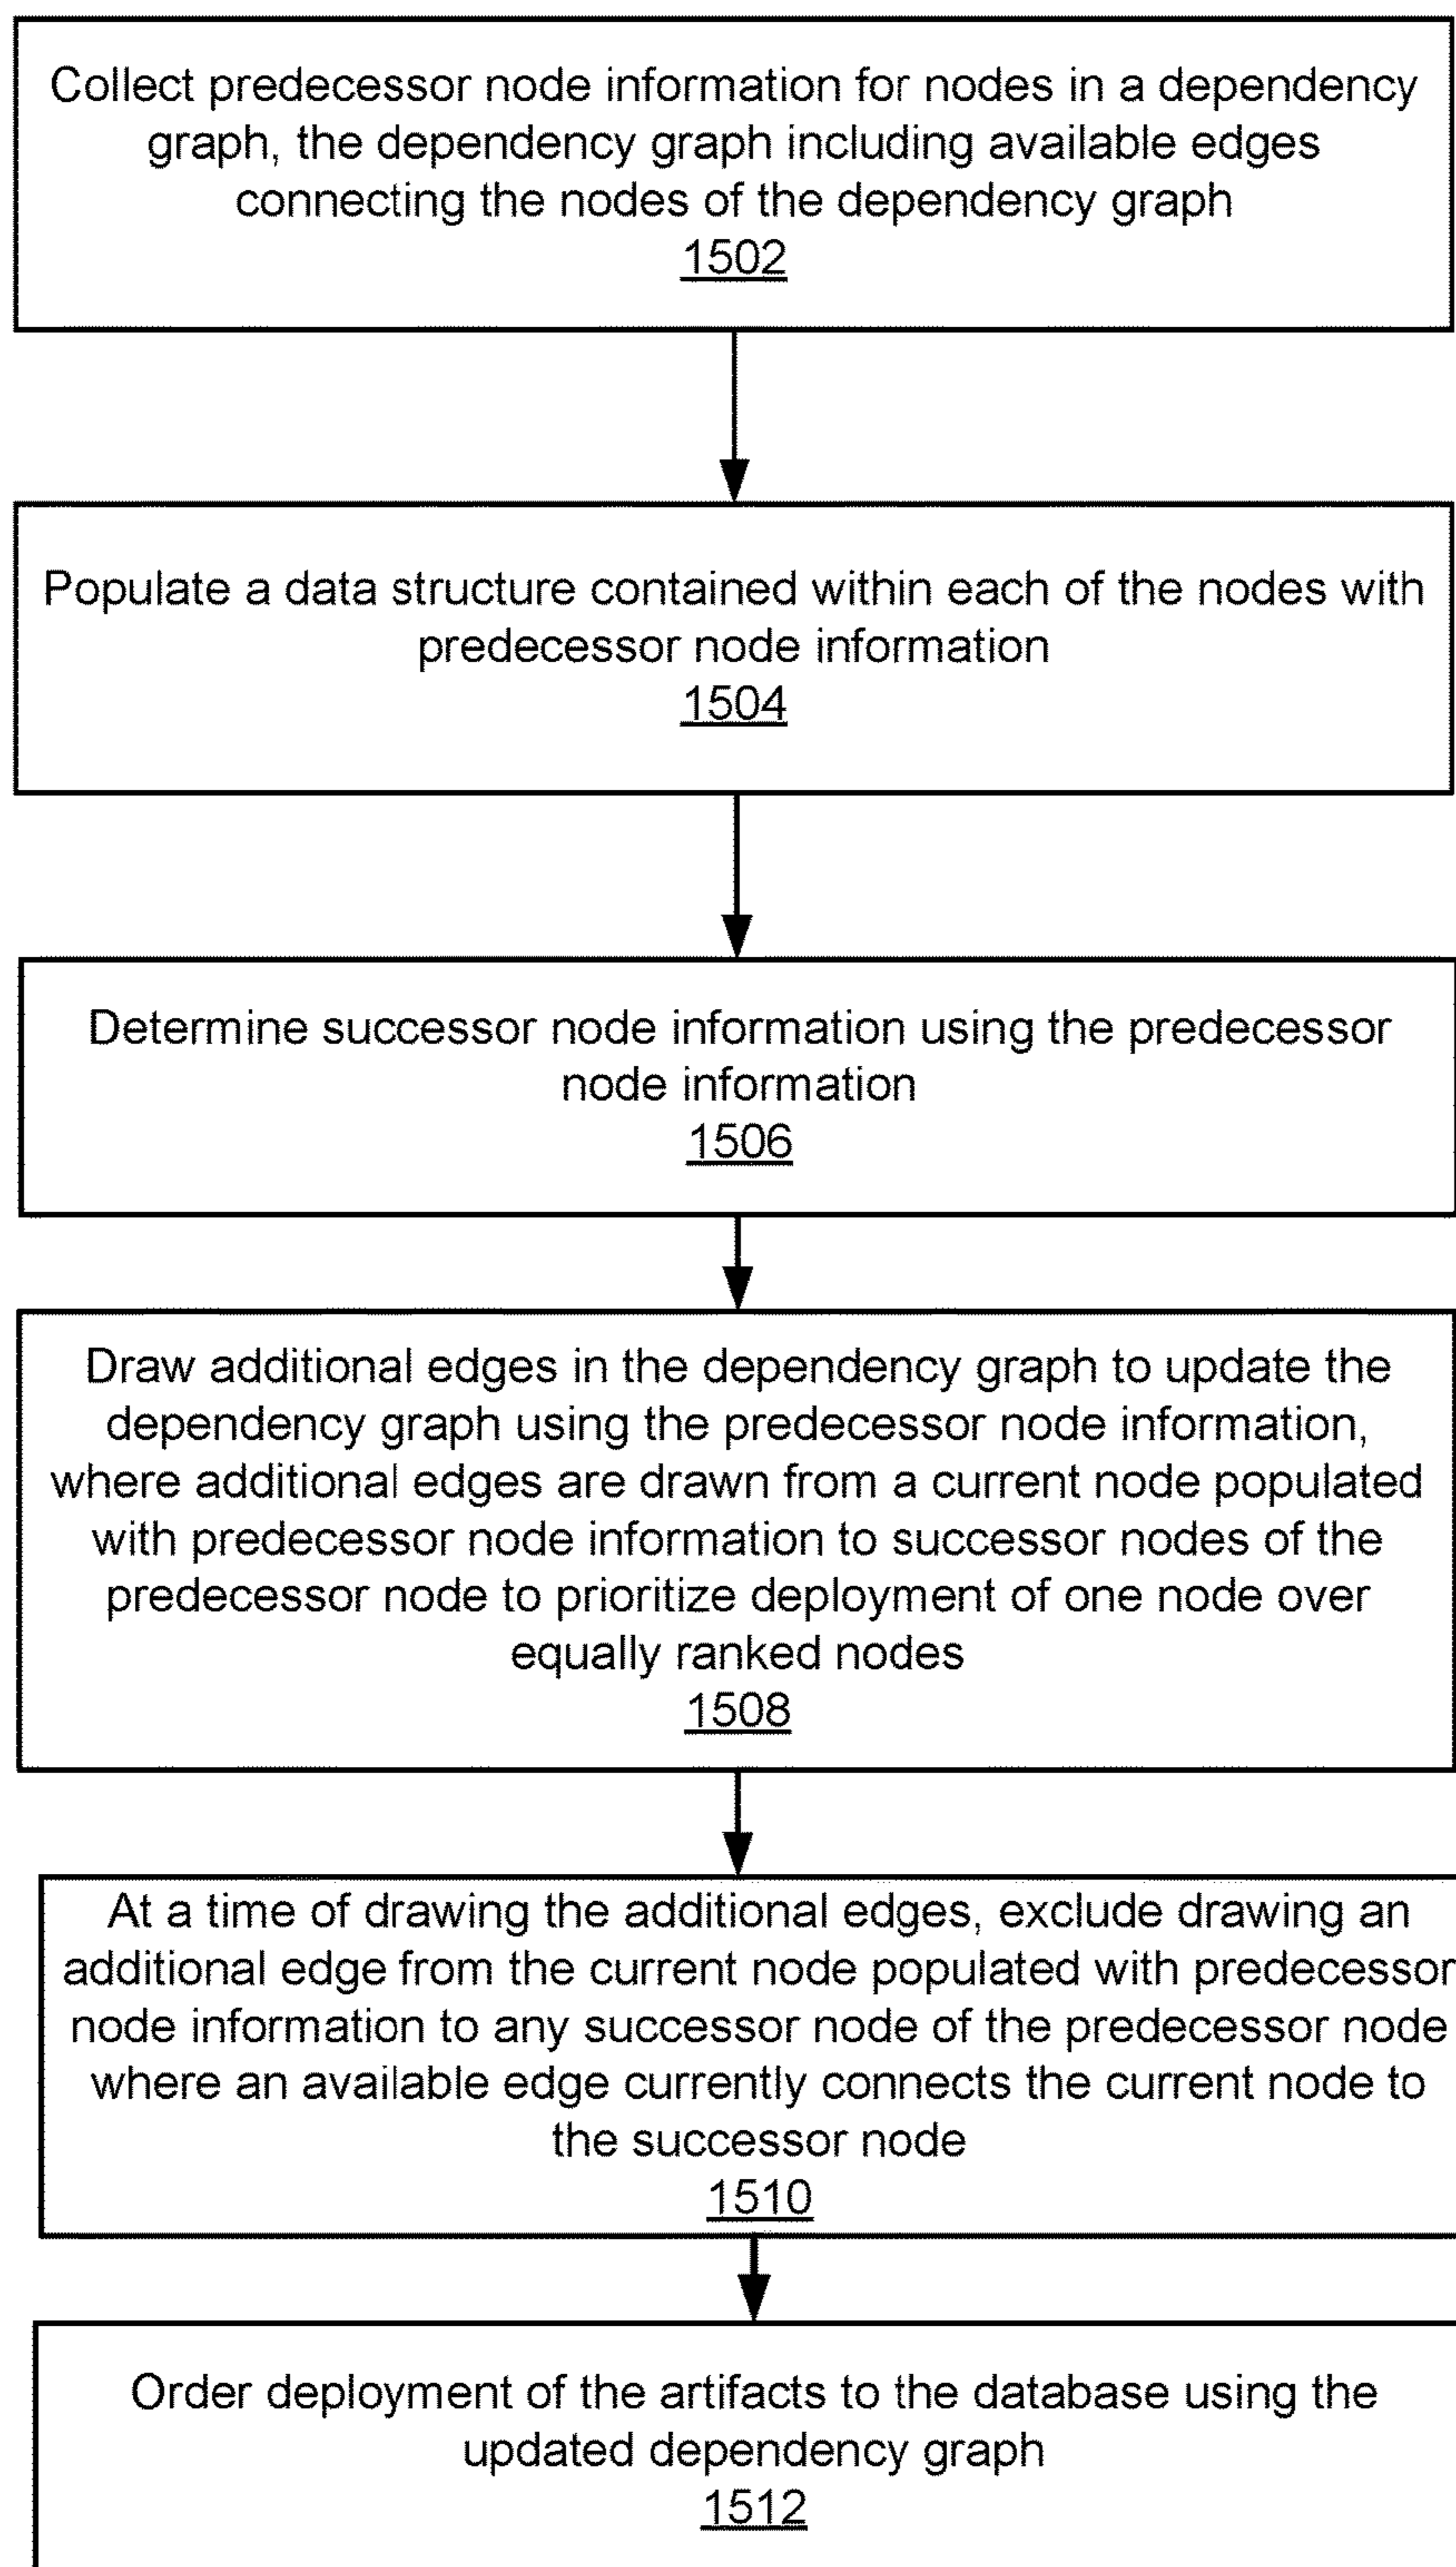 Collect predecessor node information for nodes in a dependency
graph, the dependency graph including available edges
connecting the nodes of the dependency graph
1502
Populate a data structure contained within each of the nodes with
predecessor node information
1504
Determine successor node information using the predecessor
node information
1506
Draw additional edges in the dependency graph to update the
dependency graph using the predecessor node information,
where additional edges are drawn from a current node populated
with predecessor node information to successor nodes of the
predecessor node to prioritize deployment of one node over
equally ranked nodes
1508
At a time of drawing the additional edges, exclude drawing an
additional edge from the current node populated with predecessor
node information to any successor node of the predecessor node
where an available edge currently connects the current node to
the successor node
1510
Order deployment of the artifacts to the database using the
updated dependency graph
1512